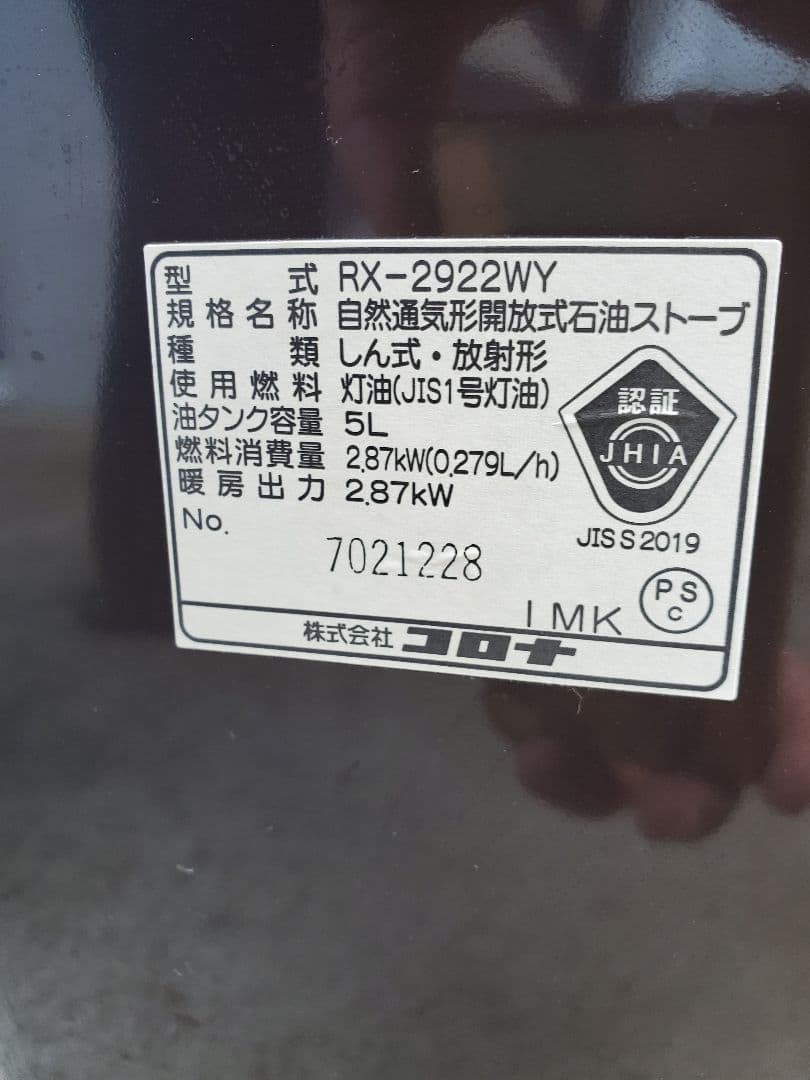 型式 RX-2922WY
規格名称 自然通気形開放式石油ストーブ
種類 しん式・放射形
使用燃料 灯油(JIS1号灯油)
油タンク容量 5L
燃料消費量 2.87kW(0.279L/h)
暖房出力 2.87kW
認証
JHIA
JIS S 2019
No.
7021228
PS
C
IMK
株式会社 コロナ